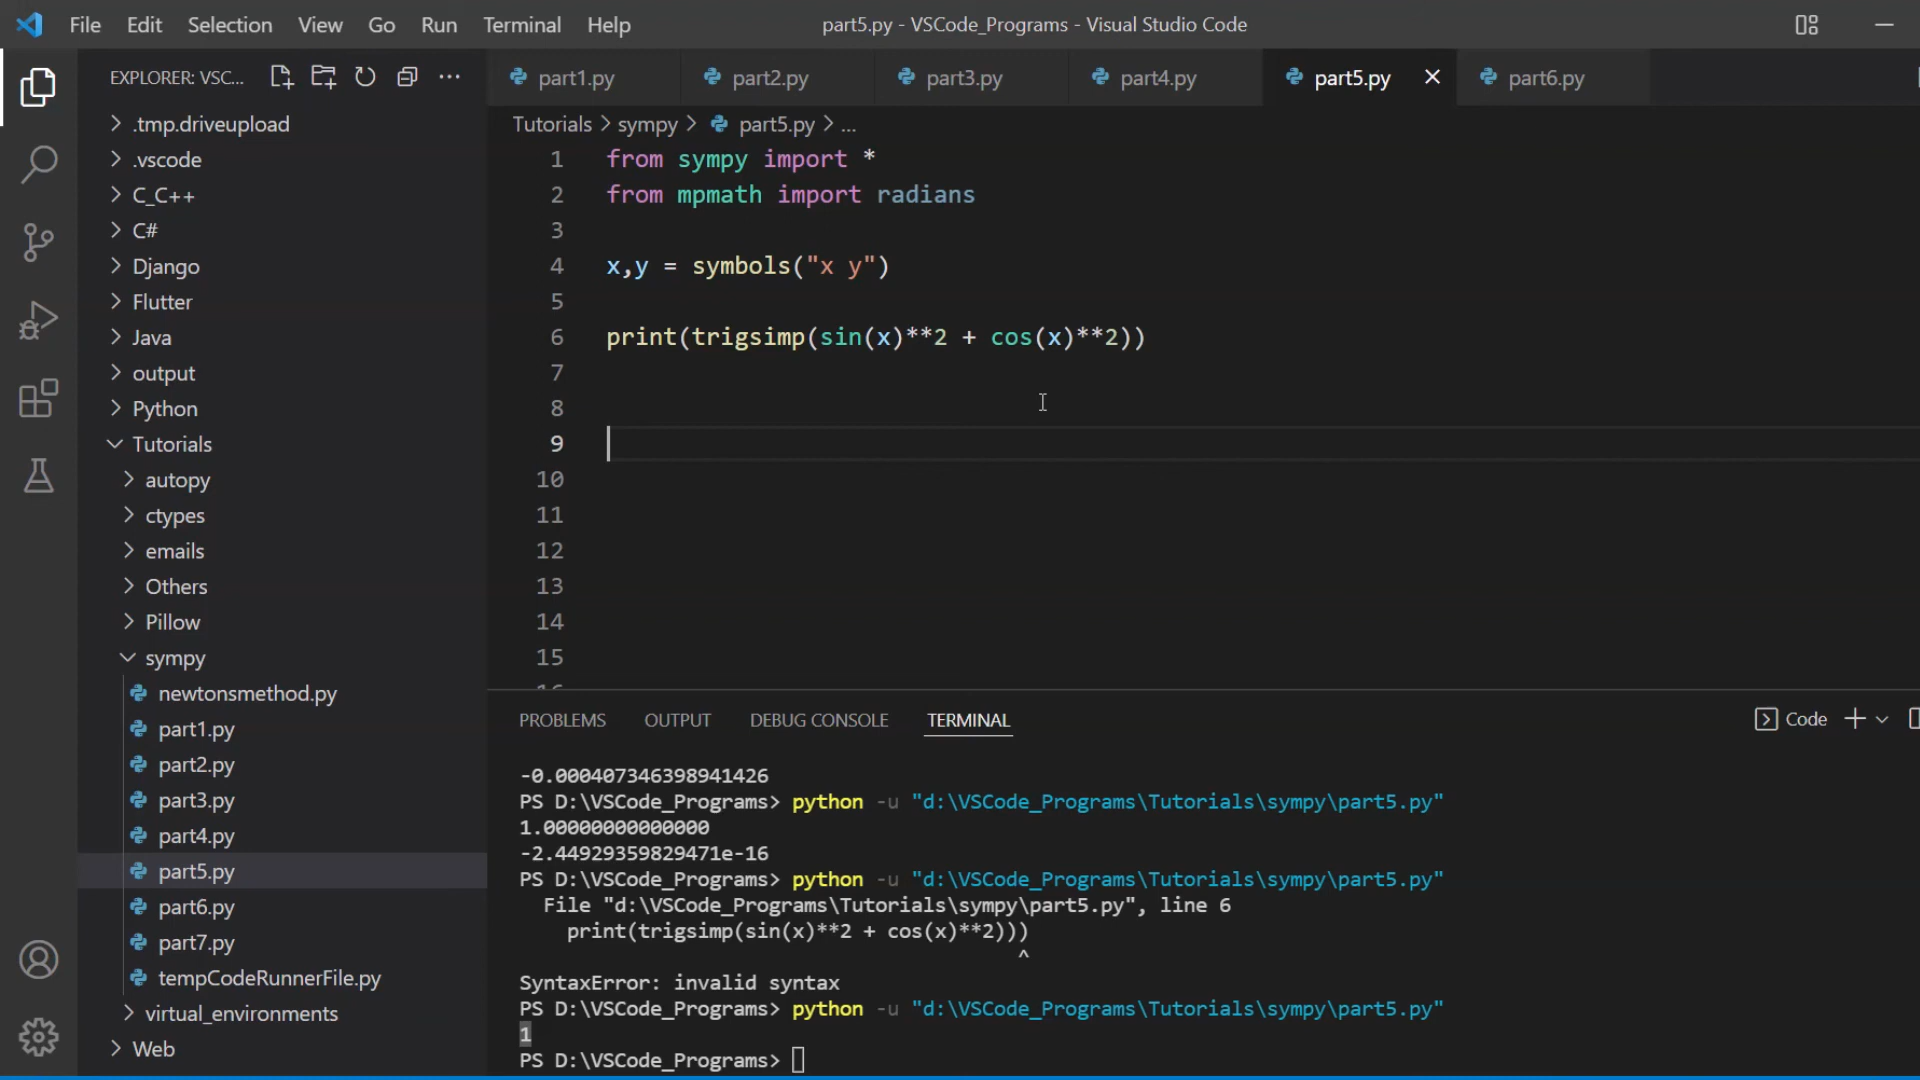 File Edit Selection View Go Run Terminal Help part5.py - VSCode_Programs - Visual Studio Code
EXPLORER: VSC... ...
.tmp.driveupload
.vscode
C_C++
C#
Django
Flutter
Java
output
Python
Tutorials
autopy
ctypes
emails
Others
Pillow
sympy
newtonsmethod.py
part1.py
part2.py
part3.py
part4.py
part5.py
part6.py
part7.py
tempCodeRunnerFile.py
virtual_environments
Web
part1.py part2.py part3.py part4.py part5.py part6.py
Tutorials > sympy > part5.py > ...
1 from sympy import *
2 from mpmath import radians
3
4 x,y = symbols("x y")
5
6 print(trigsimp(sin(x)**2 + cos(x)**2))
7
8
9
10
11
12
13
14
15
16
PROBLEMS OUTPUT DEBUG CONSOLE TERMINAL Code
-0.000407346398941426
PS D:\VSCode_Programs> python -u "d:\VSCode_Programs\Tutorials\sympy\part5.py"
1.00000000000000
-2.44929359829471e-16
PS D:\VSCode_Programs> python -u "d:\VSCode_Programs\Tutorials\sympy\part5.py"
File "d:\VSCode_Programs\Tutorials\sympy\part5.py", line 6
print(trigsimp(sin(x)**2 + cos(x)**2)))
^
SyntaxError: invalid syntax
PS D:\VSCode_Programs> python -u "d:\VSCode_Programs\Tutorials\sympy\part5.py"
1
PS D:\VSCode_Programs>